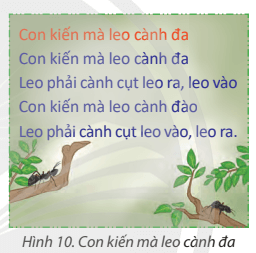 Con kiến mà leo cành đa
Con kiến mà leo cành đa
Leo phải cành cụt leo ra, leo vào
Con kiến mà leo cành đào
Leo phải cành cụt leo vào, leo ra.
Hình 10. Con kiến mà leo cành đa